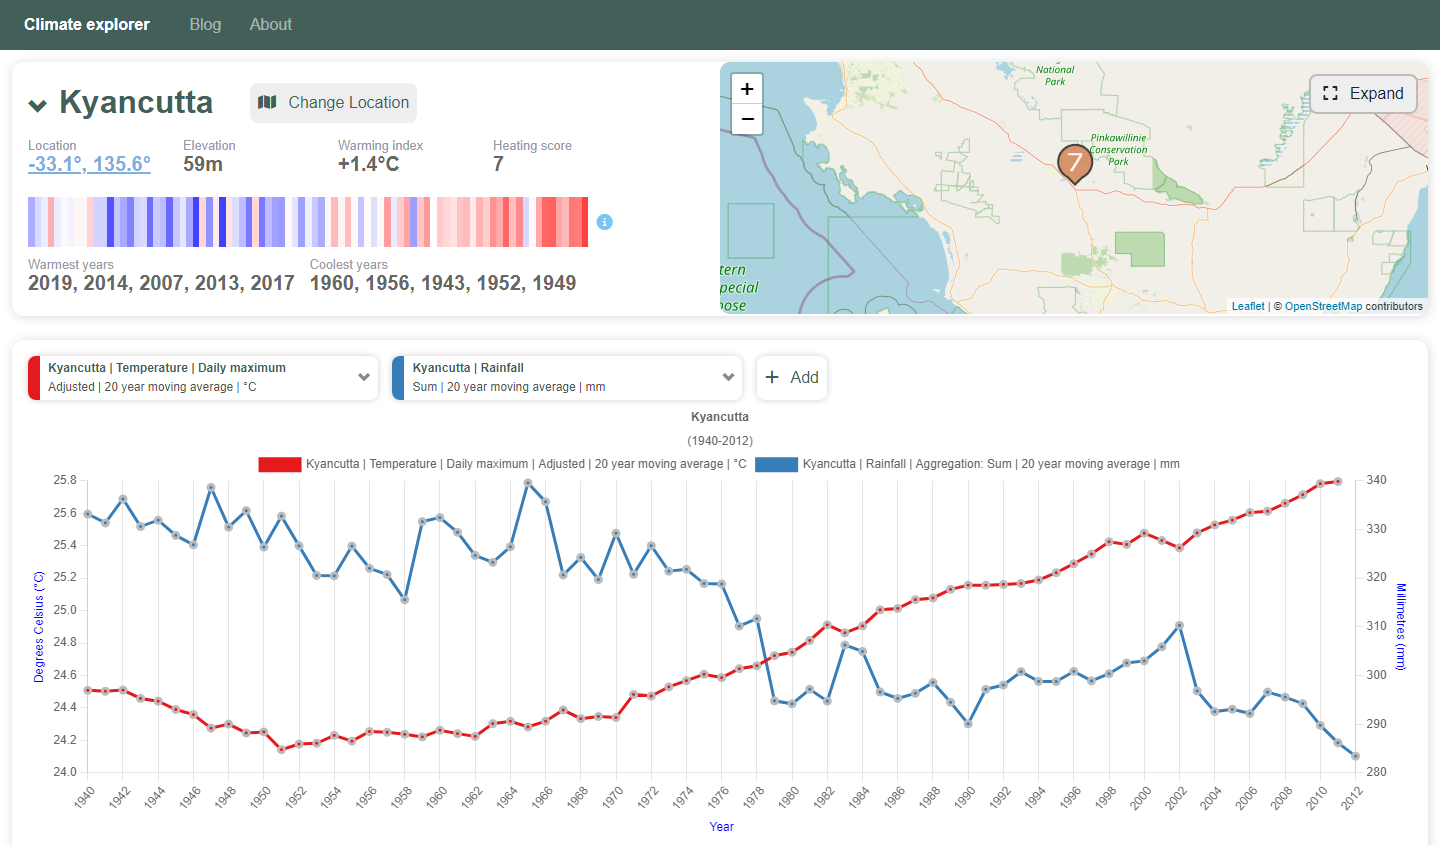 Climate explorer Blog About
Kyancutta
Change Location
Location Elevation Warming index Heating score
-33.1°, 135.6° 59m +1.4°C 7
Warmest years Coolest years
2019, 2014, 2007, 2013, 2017 1960, 1956, 1943, 1952, 1949
+
−
Expand
National
Park
Pinkawillinie
Conservation
Park
7
tern
pecial
pose
Leaflet | © OpenStreetMap contributors
Kyancutta | Temperature | Daily maximum
Adjusted | 20 year moving average | °C
Kyancutta | Rainfall
Sum | 20 year moving average | mm
+ Add
Kyancutta
(1940-2012)
Kyancutta | Temperature | Daily maximum | Adjusted | 20 year moving average | °C
Kyancutta | Rainfall | Aggregation: Sum | 20 year moving average | mm
Degrees Celsius (°C)
25.8
25.6
25.4
25.2
25.0
24.8
24.6
24.4
24.2
24.0
340
330
320
310
300
290
280
Millimetres (mm)
1940 1942 1944 1946 1948 1950 1952 1954 1956 1958 1960 1962 1964 1966 1968 1970 1972 1974 1976 1978 1980 1982 1984 1986 1988 1990 1992 1994 1996 1998 2000 2002 2004 2006 2008 2010 2012
Year